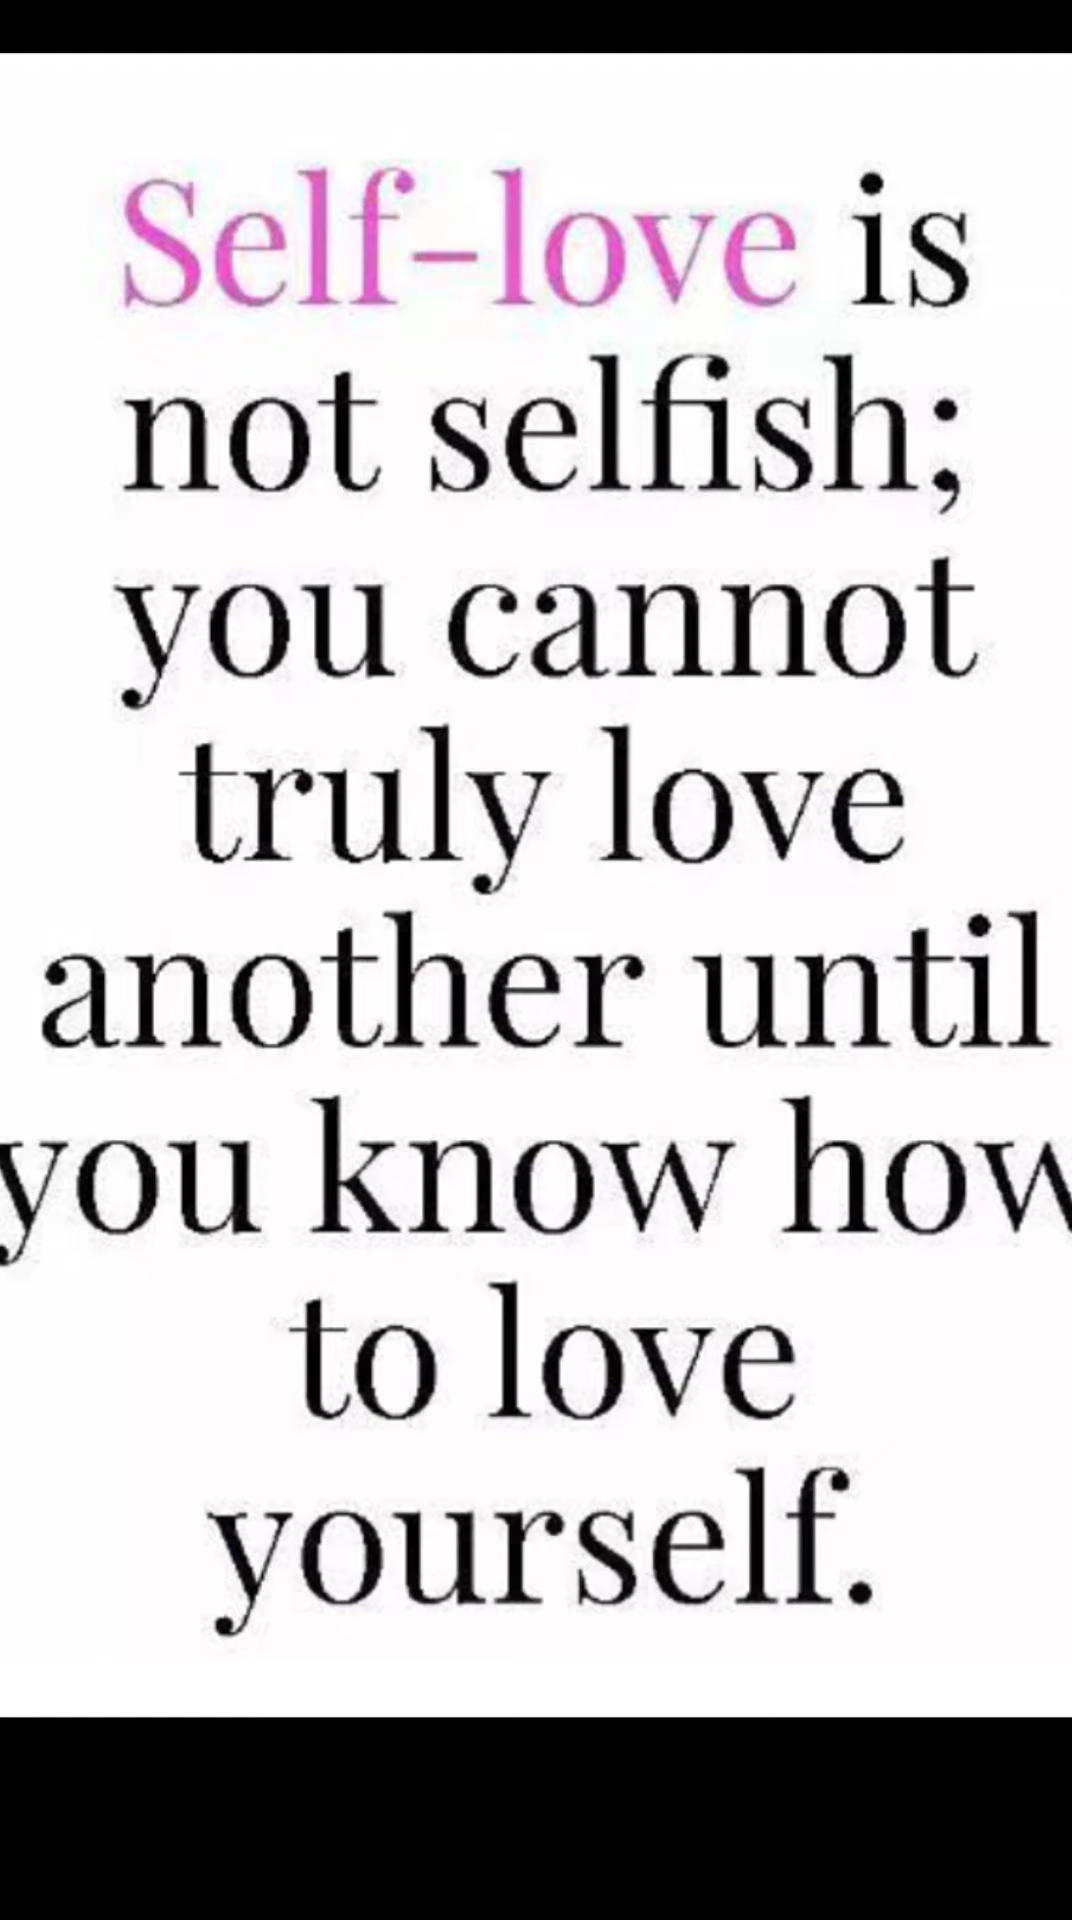 Self-love is
not selfish;
you cannot
truly love
another until
you know how
to love
yourself.